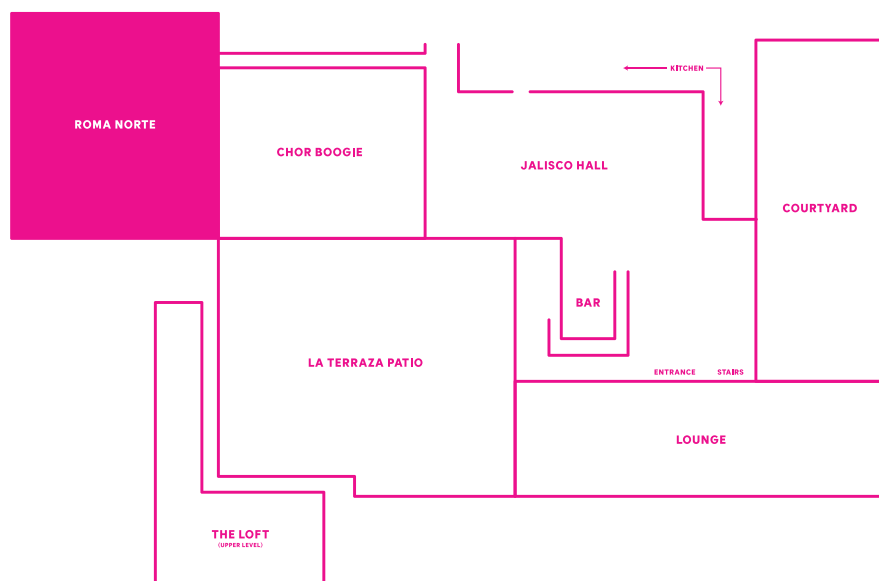 KITCHEN
ROMA NORTE
CHOR BOOGIE
JALISCO HALL
COURTYARD
BAR
LA TERRAZA PATIO
ENTRANCE
STAIRS
LOUNGE
THE LOFT
(UPPER LEVEL)